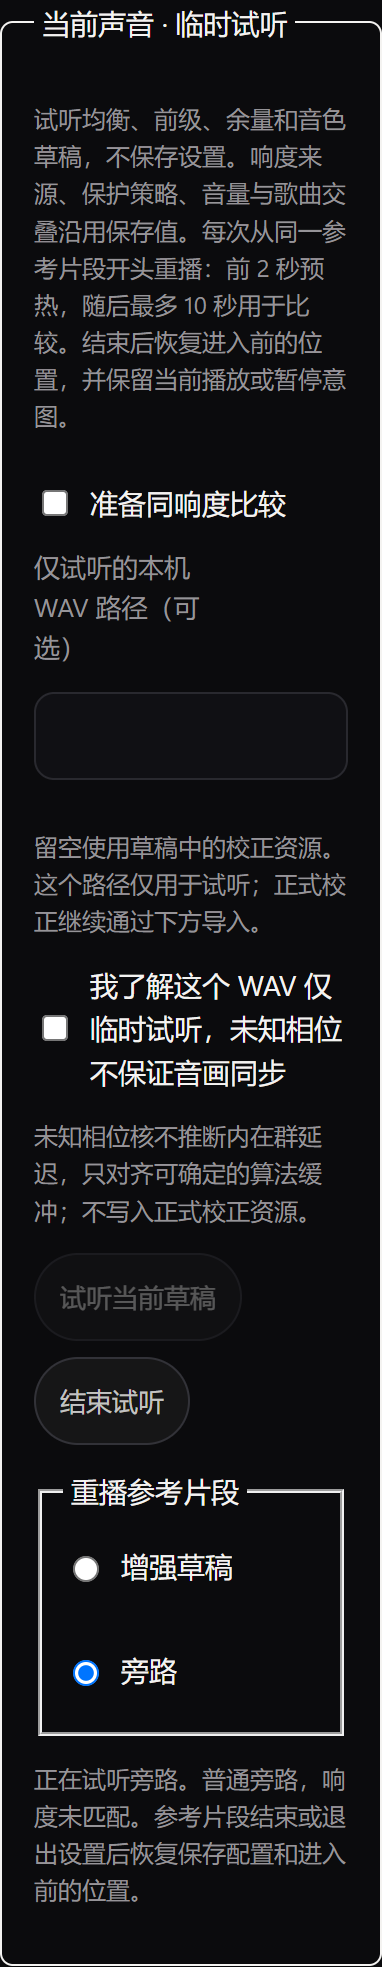 当前声音 · 临时试听
试听均衡、前级、余量和音色
草稿，不保存设置。响度来
源、保护策略、音量与歌曲交
叠沿用保存值。每次从同一参
考片段开头重播：前 2 秒预
热，随后最多 10 秒用于比
较。结束后恢复进入前的位
置，并保留当前播放或暂停意
图。
准备同响度比较
仅试听的本机
WAV 路径（可
选）
留空使用草稿中的校正资源。
这个路径仅用于试听；正式校
正继续通过下方导入。
我了解这个 WAV 仅
临时试听，未知相位
不保证音画同步
未知相位核不推断内在群延
迟，只对齐可确定的算法缓
冲；不写入正式校正资源。
试听当前草稿
结束试听
重播参考片段
增强草稿
旁路
正在试听旁路。普通旁路，响
度未匹配。参考片段结束或退
出设置后恢复保存配置和进入
前的位置。